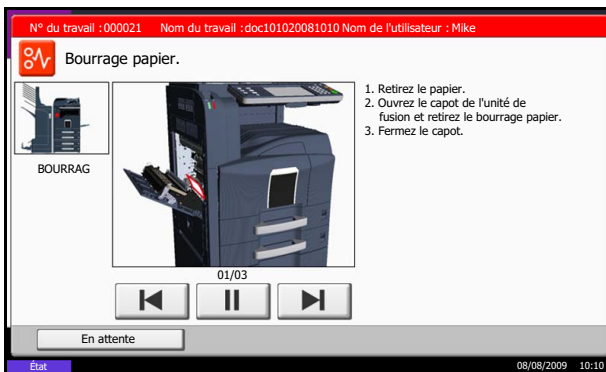 N° du travail :000021 Nom du travail :doc101020081010 Nom de l'utilisateur : Mike
Bourrage papier.
1. Retirez le papier.
2. Ouvrez le capot de l'unité de
fusion et retirez le bourrage papier.
3. Fermez le capot.
BOURRAG
01/03
En attente
État
08/08/2009 10:10